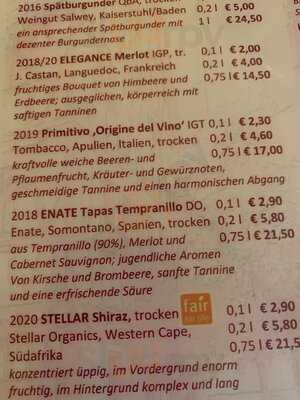 2016 Spätburgunder QbA, trocken
Weingut Salwey, Kaiserstuhl/Baden 0,2 l € 5,00
ein ansprechender Spätburgunder mit 1 l € 24,50
dezenter Burgundernase
2018/20 ELEGANCE Merlot IGP, tr. 0,1 l € 2,00
J. Castan, Languedoc, Frankreich 0,2 l € 4,00
fruchtiges Bouquet von Himbeere und 0,75 l € 14,50
Erdbeere; ausgeglichen, körperreich mit
saftigen Tanninen
2019 Primitivo ‚Origine del Vino' IGT 0,1 l € 2,30
Tombacco, Apulien, Italien, trocken 0,2 l € 4,60
kraftvolle weiche Beeren- und 0,75 l € 17,00
Pflaumenfrucht, Kräuter- und Gewürznoten,
geschmeidige Tannine und einen harmonischen Abgang
2018 ENATE Tapas Tempranillo DO, 0,1 l € 2,90
Enate, Somontano, Spanien, trocken 0,2 l € 5,80
aus Tempranillo (90%), Merlot und 0,75 l € 21,50
Cabernet Sauvignon; jugendliche Aromen
Von Kirsche und Brombeere, sanfte Tannine
und eine erfrischende Säure
2020 STELLAR Shiraz, trocken fair 0,1 l € 2,90
Stellar Organics, Western Cape, 0,2 l € 5,80
Südafrika 0,75 l € 21,5
konzentriert üppig, im Vordergrund enorm
fruchtig, im Hintergrund komplex und lang